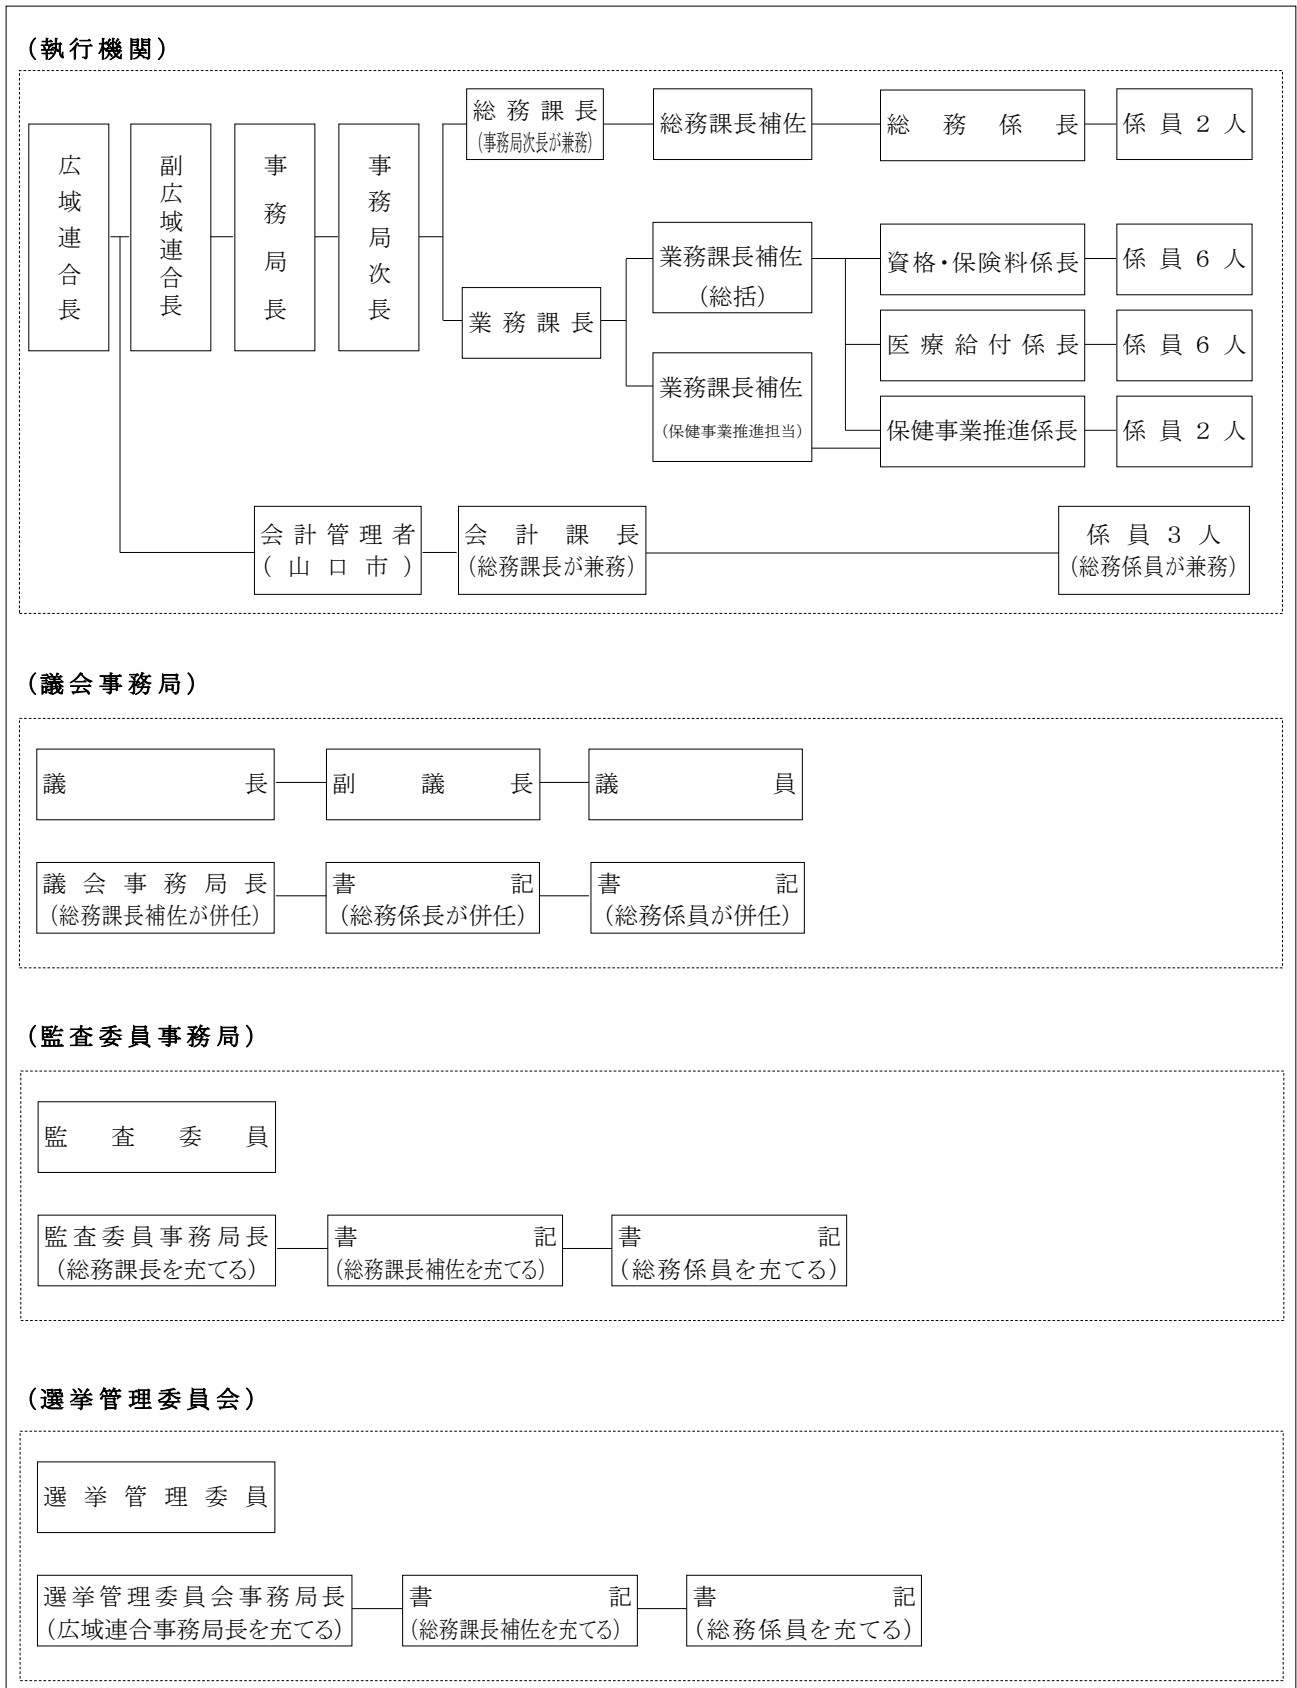 (執行機関)
広域連合長
副広域連合長
事務局長
事務局次長
総務課長
(事務局次長が兼務)
総務課長補佐
総務係長
係員2人
業務課長
業務課長補佐
(総括)
資格・保険料係長
係員6人
医療給付係長
係員6人
業務課長補佐
(保健事業推進担当)
保健事業推進係長
係員2人
会計管理者
(山口市)
会計課長
(総務課長が兼務)
係員3人
(総務係員が兼務)
(議会事務局)
議長
副議長
議員
議会事務局長
(総務課長補佐が併任)
書記
(総務係長が併任)
書記
(総務係員が併任)
(監査委員事務局)
監査委員
監査委員事務局長
(総務課長を充てる)
書記
(総務課長補佐を充てる)
書記
(総務係員を充てる)
(選挙管理委員会)
選挙管理委員
選挙管理委員会事務局長
(広域連合事務局長を充てる)
書記
(総務課長補佐を充てる)
書記
(総務係員を充てる)